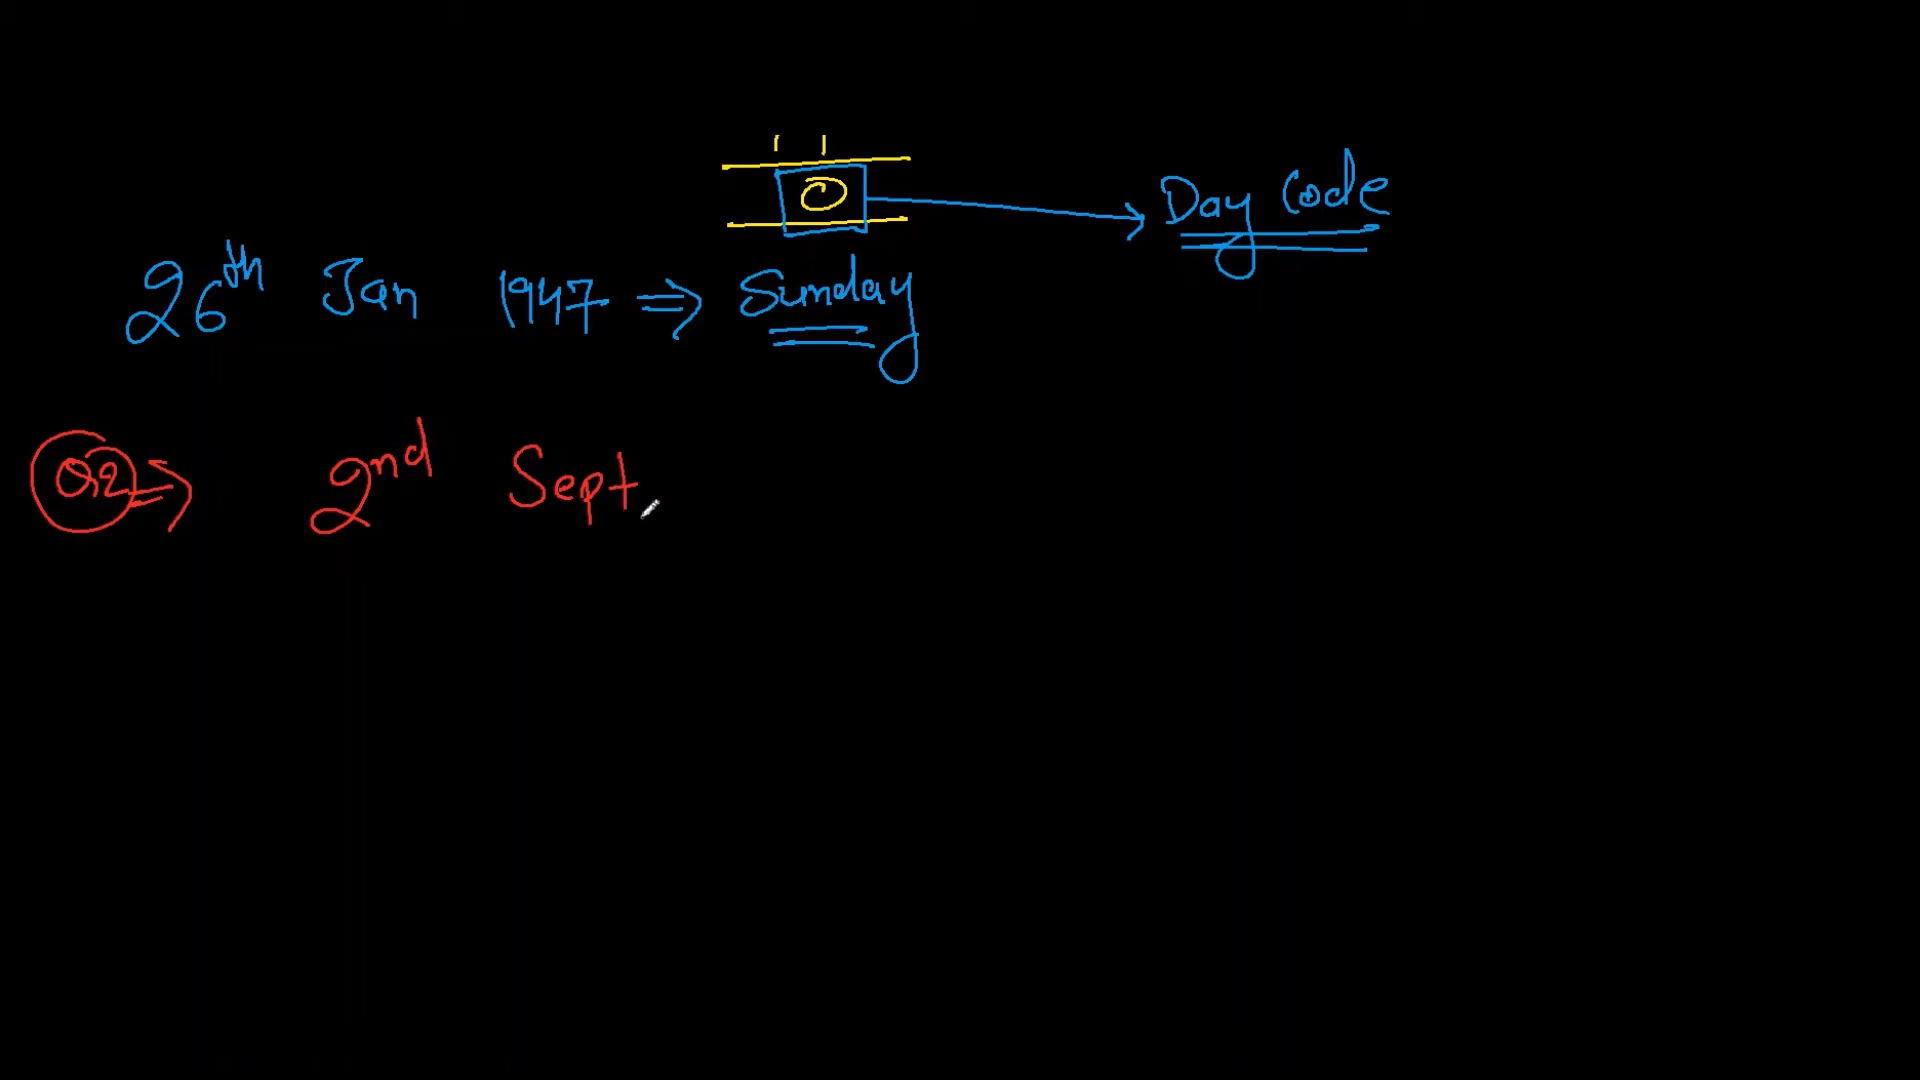 0
Day Code
26th Jan 1947 ⇒ Sunday
Q2 ⇒ 2nd Sept